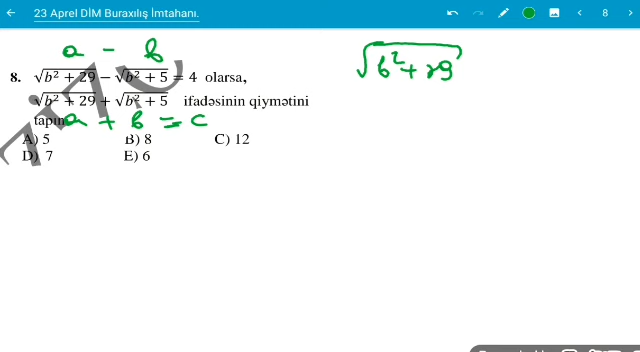 23 Aprel DİM Buraxılış İmtahanı.
8
a - b
√b²+29
8. √b² + 29 − √b² + 5 = 4 olarsa,
√b² + 29 + √b² + 5 ifadəsinin qiymətini
tapın
a + b = c
A) 5 B) 8 C) 12
D) 7 E) 6